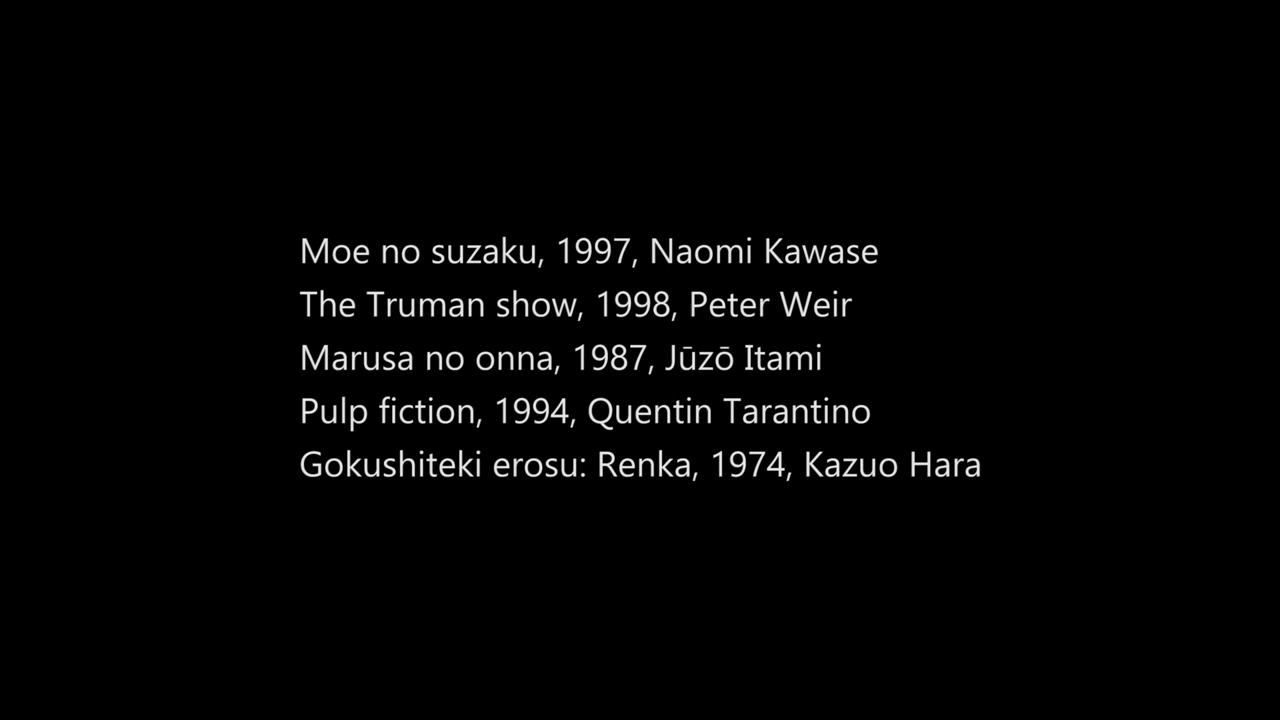 Moe no suzaku, 1997, Naomi Kawase
The Truman show, 1998, Peter Weir
Marusa no onna, 1987, Jūzō Itami
Pulp fiction, 1994, Quentin Tarantino
Gokushiteki erosu: Renka, 1974, Kazuo Hara